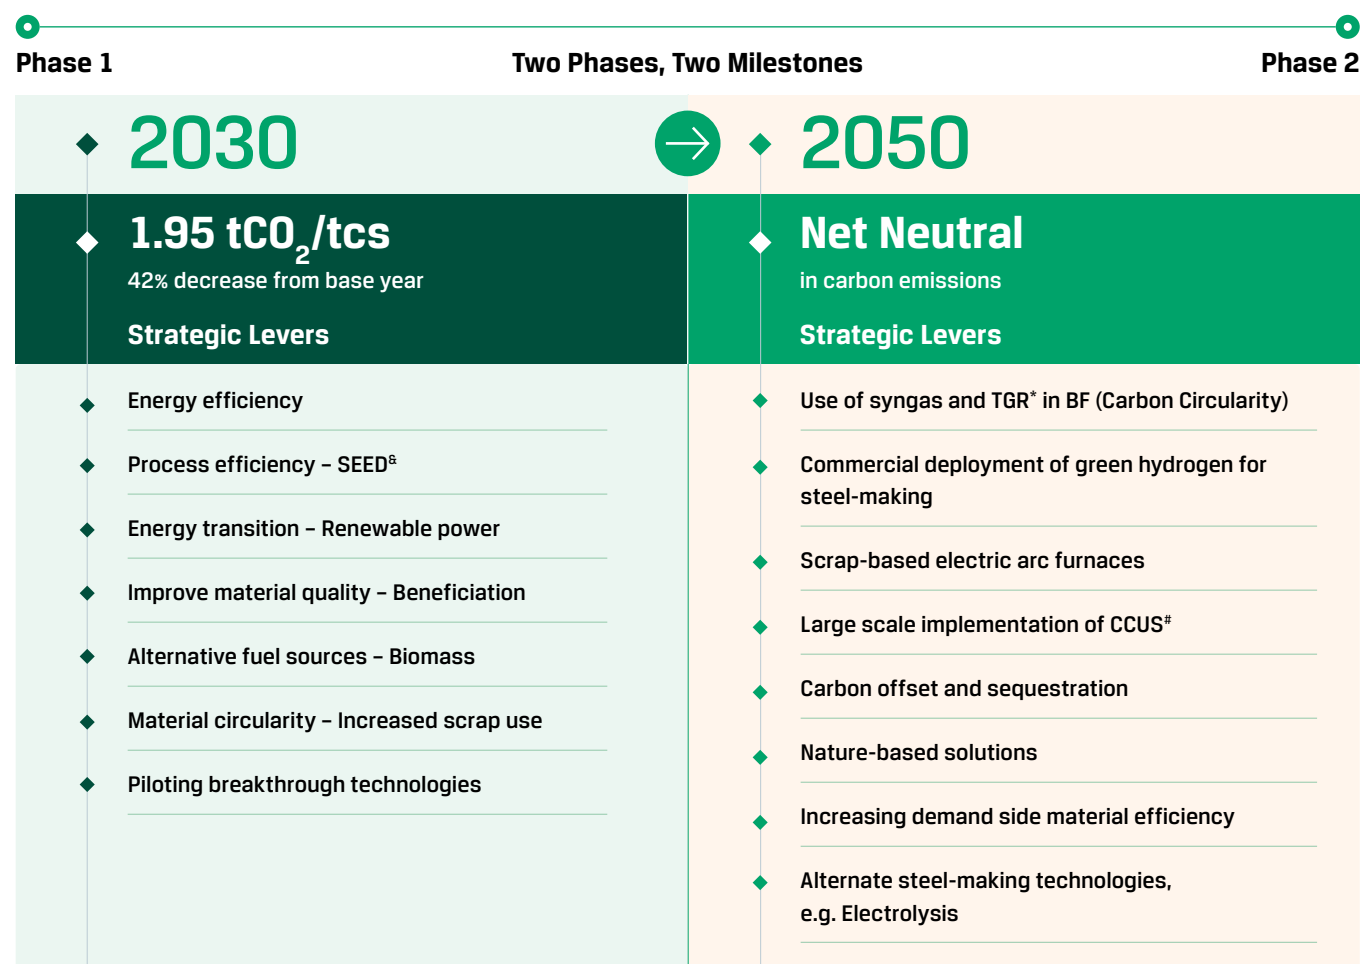 Phase 1
Two Phases, Two Milestones
Phase 2
2030
1.95 tCO₂/tcs
42% decrease from base year
Strategic Levers
Energy efficiency
Process efficiency – SEED&
Energy transition – Renewable power
Improve material quality – Beneficiation
Alternative fuel sources – Biomass
Material circularity – Increased scrap use
Piloting breakthrough technologies
2050
Net Neutral
in carbon emissions
Strategic Levers
Use of syngas and TGR* in BF (Carbon Circularity)
Commercial deployment of green hydrogen for
steel-making
Scrap-based electric arc furnaces
Large scale implementation of CCUS#
Carbon offset and sequestration
Nature-based solutions
Increasing demand side material efficiency
Alternate steel-making technologies,
e.g. Electrolysis